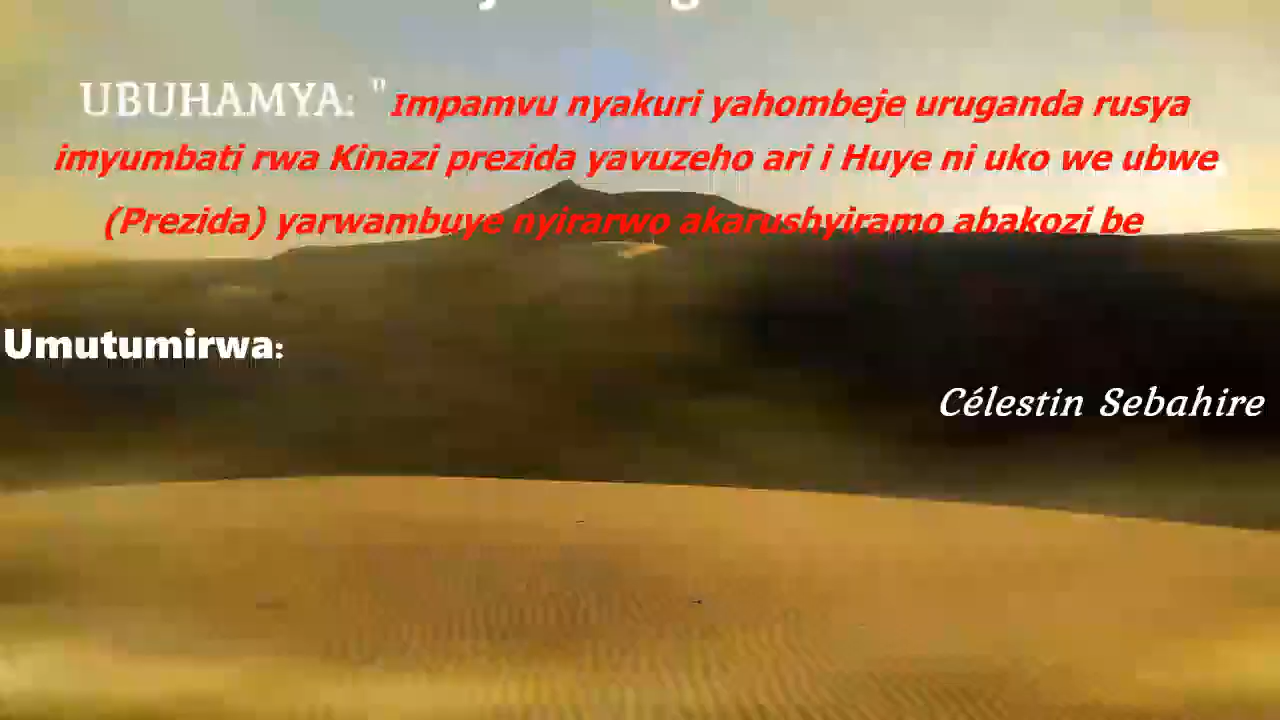 UBUHAMYA: "Impamvu nyakuri yahombeje uruganda rusya
imyumbati rwa Kinazi prezida yavuzeho ari i Huye ni uko we ubwe
(Prezida) yarwambuye nyirarwo akarushyiramo abakozi be
Umutumirwa:
Célestin Sebahire